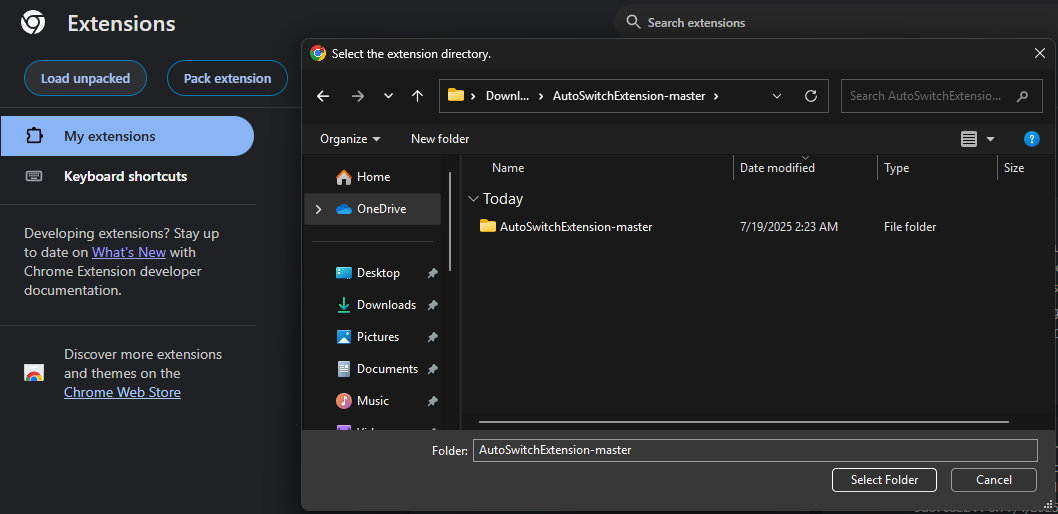 Extensions
Search extensions
Load unpacked
Pack extension
My extensions
Keyboard shortcuts
Developing extensions? Stay up
to date on What's New with
Chrome Extension developer
documentation.
Discover more extensions
and themes on the
Chrome Web Store
Select the extension directory.
Downl... › AutoSwitchExtension-master ›
Search AutoSwitchExtensio...
Organize
New folder
Home
OneDrive
Desktop
Downloads
Pictures
Documents
Music
Name Date modified Type Size
Today
AutoSwitchExtension-master 7/19/2025 2:23 AM File folder
Folder: AutoSwitchExtension-master
Select Folder
Cancel